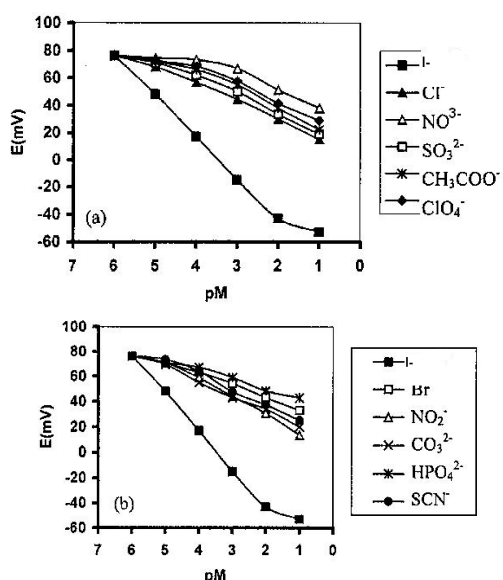 100
80
60
40
20
0
-20
-40
-60
E(mV)
(a)
7 6 5 4 3 2 1 0
pM
I-
Cl-
NO3-
SO₃²⁻
CH₃COO⁻
ClO₄⁻
100
80
60
40
20
0
-20
-40
-60
E(mV)
(b)
7 6 5 4 3 2 1 0
pM
I-
Br
NO₂⁻
CO₃²⁻
HPO₄²⁻
SCN⁻